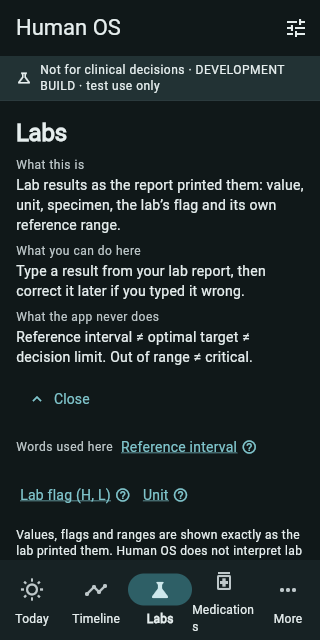 Human OS
Not for clinical decisions · DEVELOPMENT
BUILD · test use only
Labs
What this is
Lab results as the report printed them: value,
unit, specimen, the lab’s flag and its own
reference range.
What you can do here
Type a result from your lab report, then
correct it later if you typed it wrong.
What the app never does
Reference interval ≠ optimal target ≠
decision limit. Out of range ≠ critical.
Close
Words used here Reference interval
Lab flag (H, L) Unit
Values, flags and ranges are shown exactly as the
lab printed them. Human OS does not interpret lab
Today Timeline Labs Medication
s More